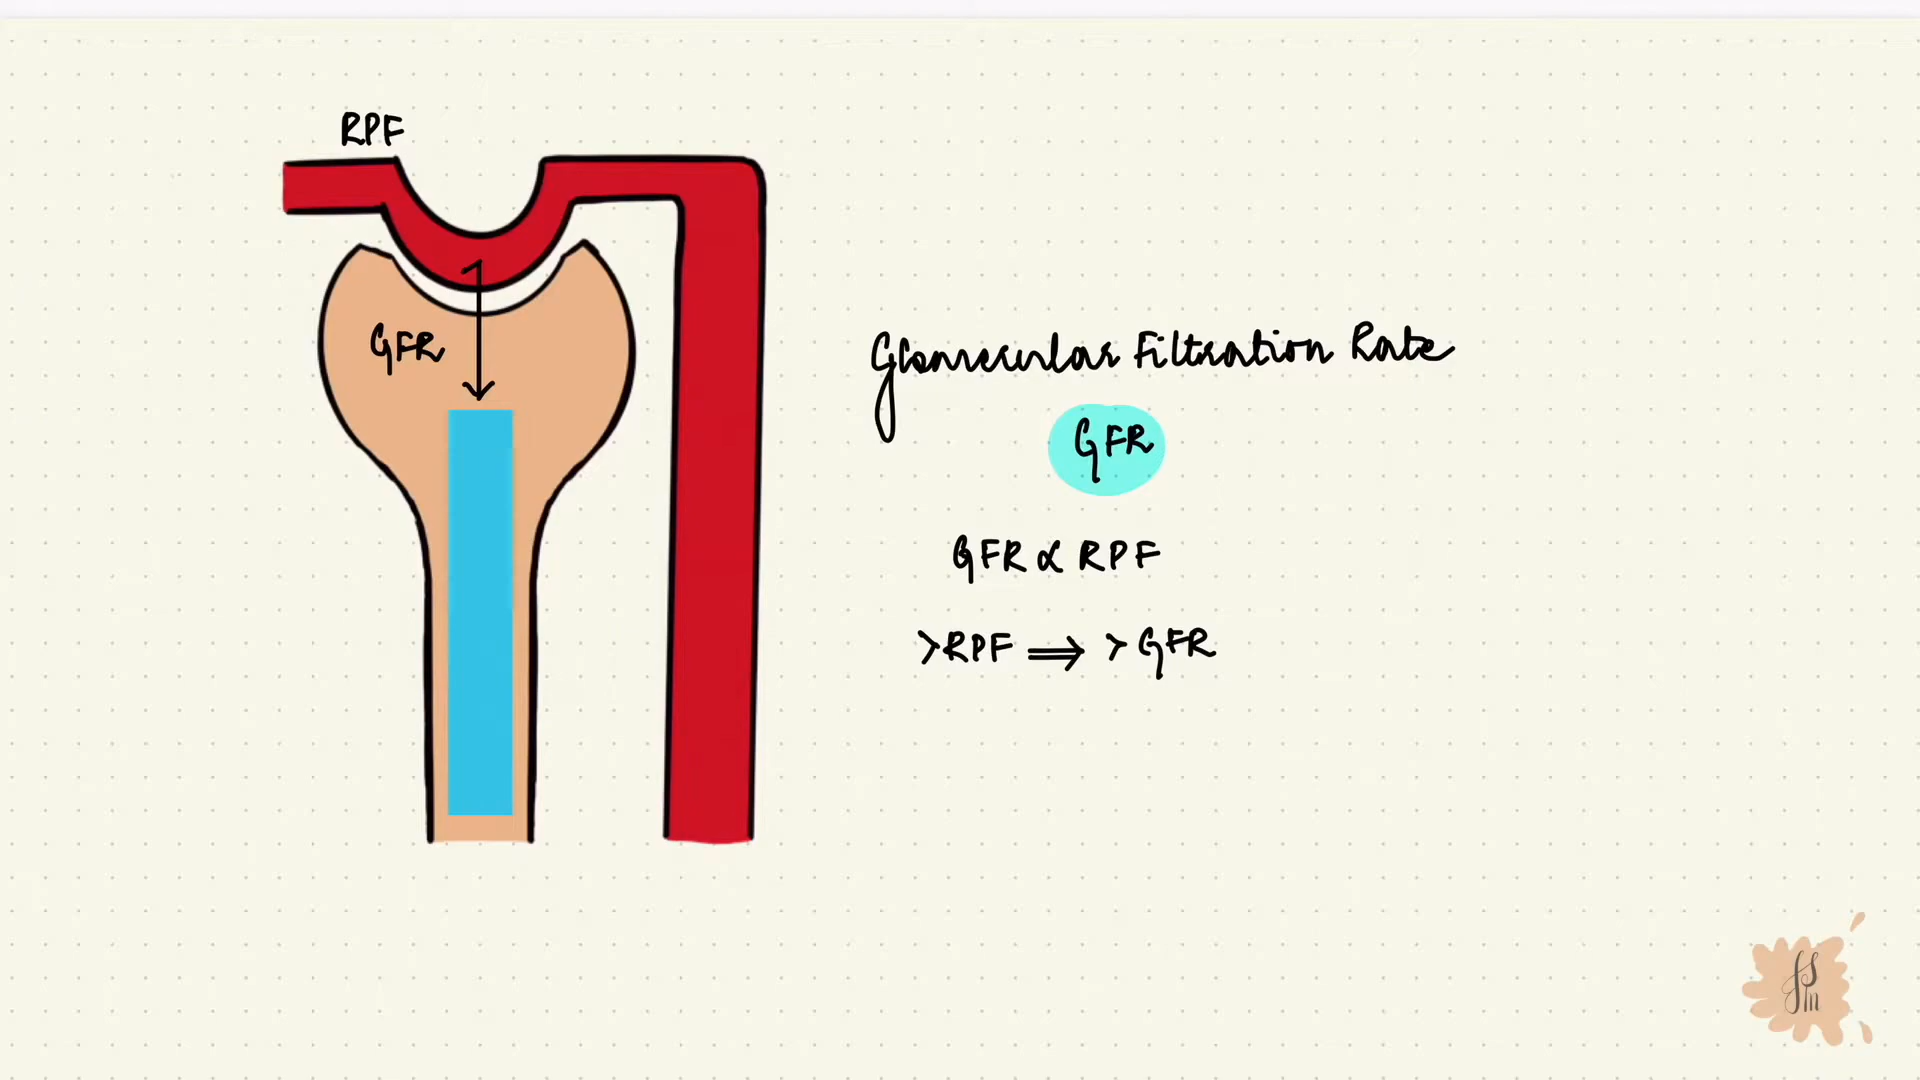 RPF
GFR
Glomerular Filtration Rate
GFR
GFR ∝ RPF
>RPF ⟹ >GFR